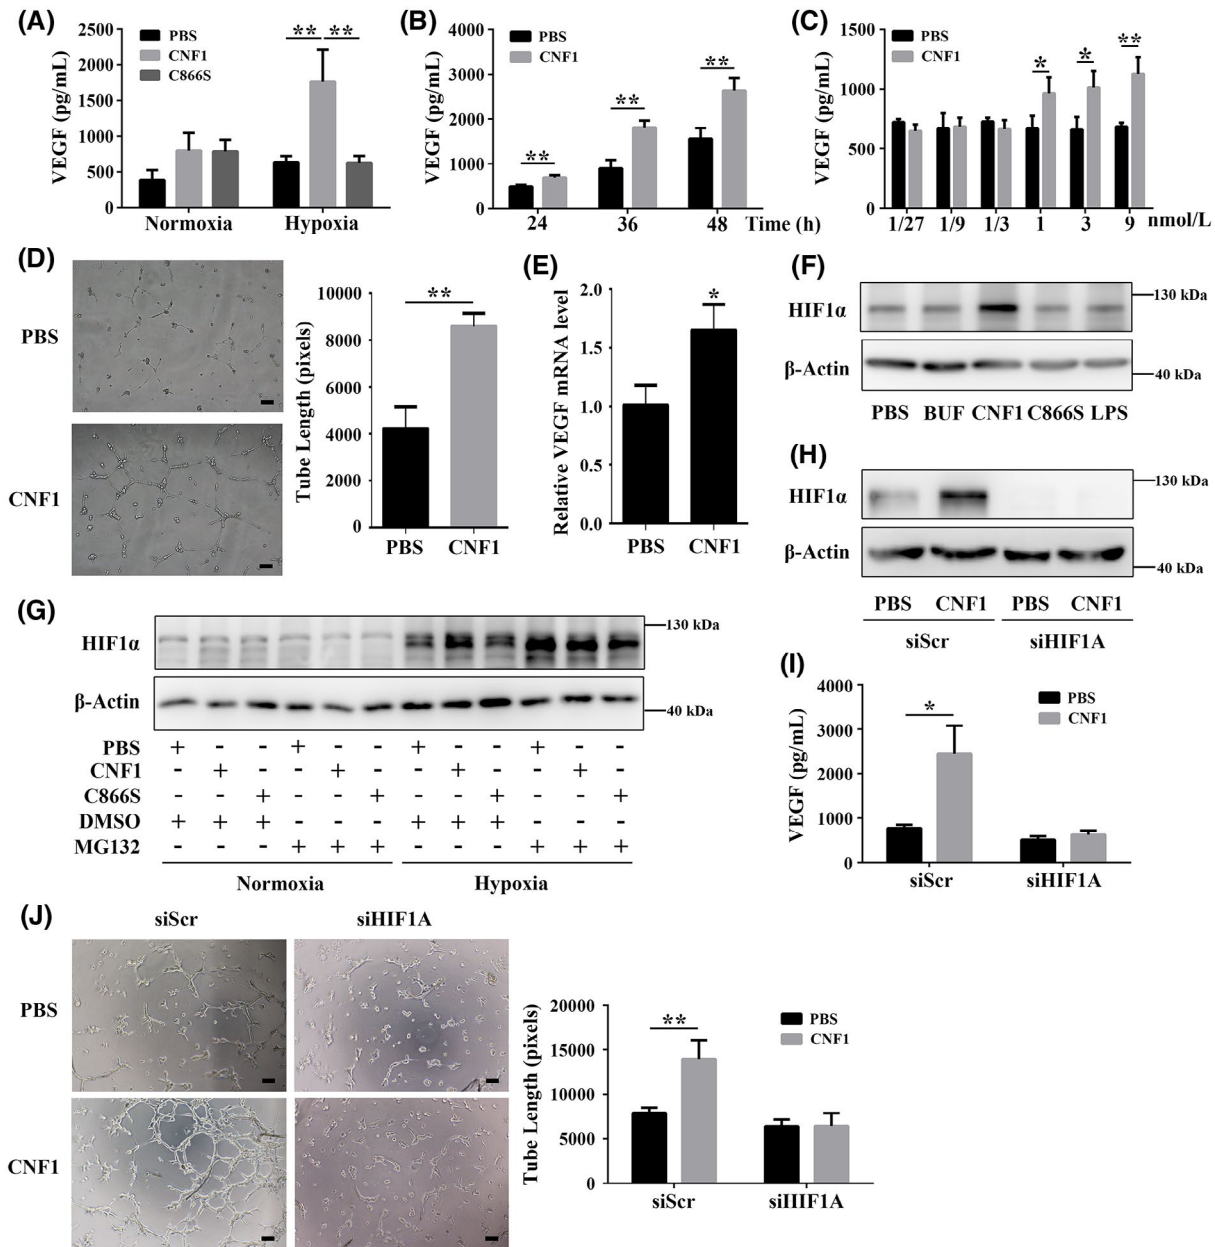 (A)
VEGF (pg/mL)
2500
2000
1500
1000
500
0
PBS
CNF1
C866S
** **
Normoxia Hypoxia
(B)
VEGF (pg/mL)
4000
3000
2000
1000
0
PBS
CNF1
**
**
**
24 36 48 Time (h)
(C)
VEGF (pg/mL)
1500
1000
500
0
PBS
CNF1
* * **
1/27 1/9 1/3 1 3 9 nmol/L
(D)
PBS
CNF1
Tube Length (pixels)
10000
8000
6000
4000
2000
0
**
PBS CNF1
(E)
Relative VEGF mRNA level
2.0
1.5
1.0
0.5
0.0
*
PBS CNF1
(F)
HIF1α
130 kDa
β-Actin
40 kDa
PBS BUF CNF1 C866S LPS
(H)
HIF1α
130 kDa
β-Actin
40 kDa
PBS CNF1 PBS CNF1
siScr siHIF1A
(G)
HIF1α
130 kDa
β-Actin
40 kDa
PBS + - - + - - + - - + - -
CNF1 - + - - + - - + - - + -
C866S - - + - - + - - + - - +
DMSO + + + - - - + + + - - -
MG132 - - - + + + - - - + + +
Normoxia Hypoxia
(I)
VEGF (pg/mL)
4000
3000
2000
1000
0
PBS
CNF1
*
siScr siHIF1A
(J)
siScr siHIF1A
PBS
CNF1
Tube Length (pixels)
20000
15000
10000
5000
0
PBS
CNF1
**
siScr siHIF1A